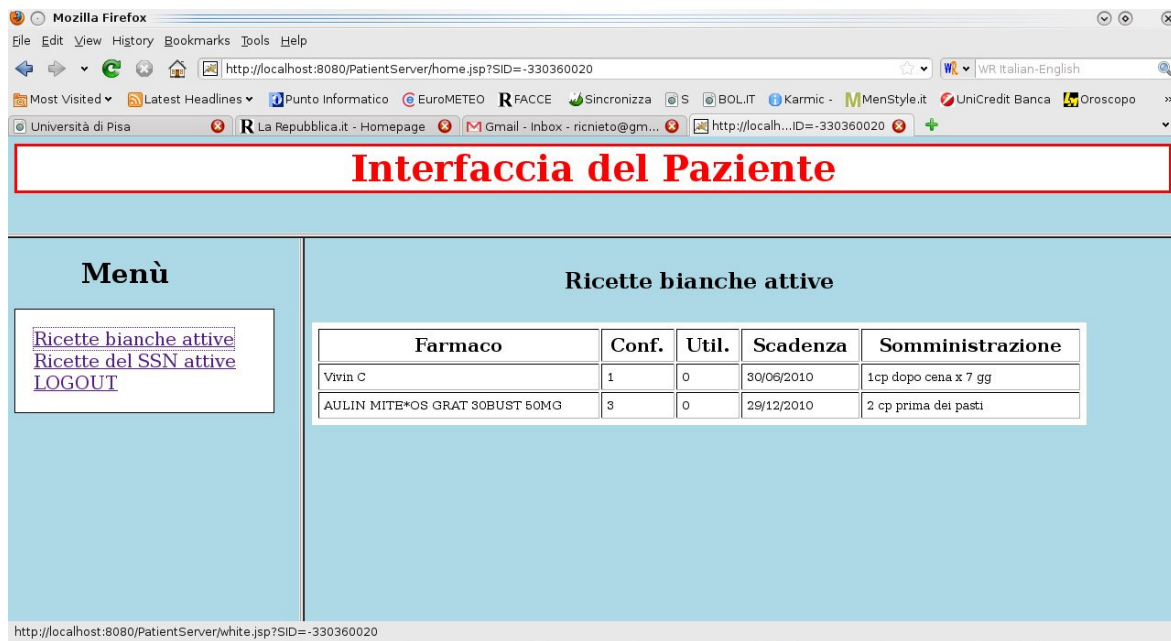 Mozilla Firefox
File Edit View History Bookmarks Tools Help
http://localhost:8080/PatientServer/home.jsp?SID=-330360020 WR Italian-English
Most Visited Latest Headlines Punto Informatico EuroMETEO FACCE Sincronizza S BOL.IT Karmic - MenStyle.it UniCredit Banca Oroscopo »
Università di Pisa La Repubblica.it - Homepage Gmail - Inbox - ricnieto@gm... http://localh...ID=-330360020
Interfaccia del Paziente
Menù
Ricette bianche attive
Ricette del SSN attive
LOGOUT
Ricette bianche attive
Farmaco Conf. Util. Scadenza Somministrazione
Vivin C 1 0 30/06/2010 1cp dopo cena x 7 gg
AULIN MITE*OS GRAT 30BUST 50MG 3 0 29/12/2010 2 cp prima dei pasti
http://localhost:8080/PatientServer/white.jsp?SID=-330360020